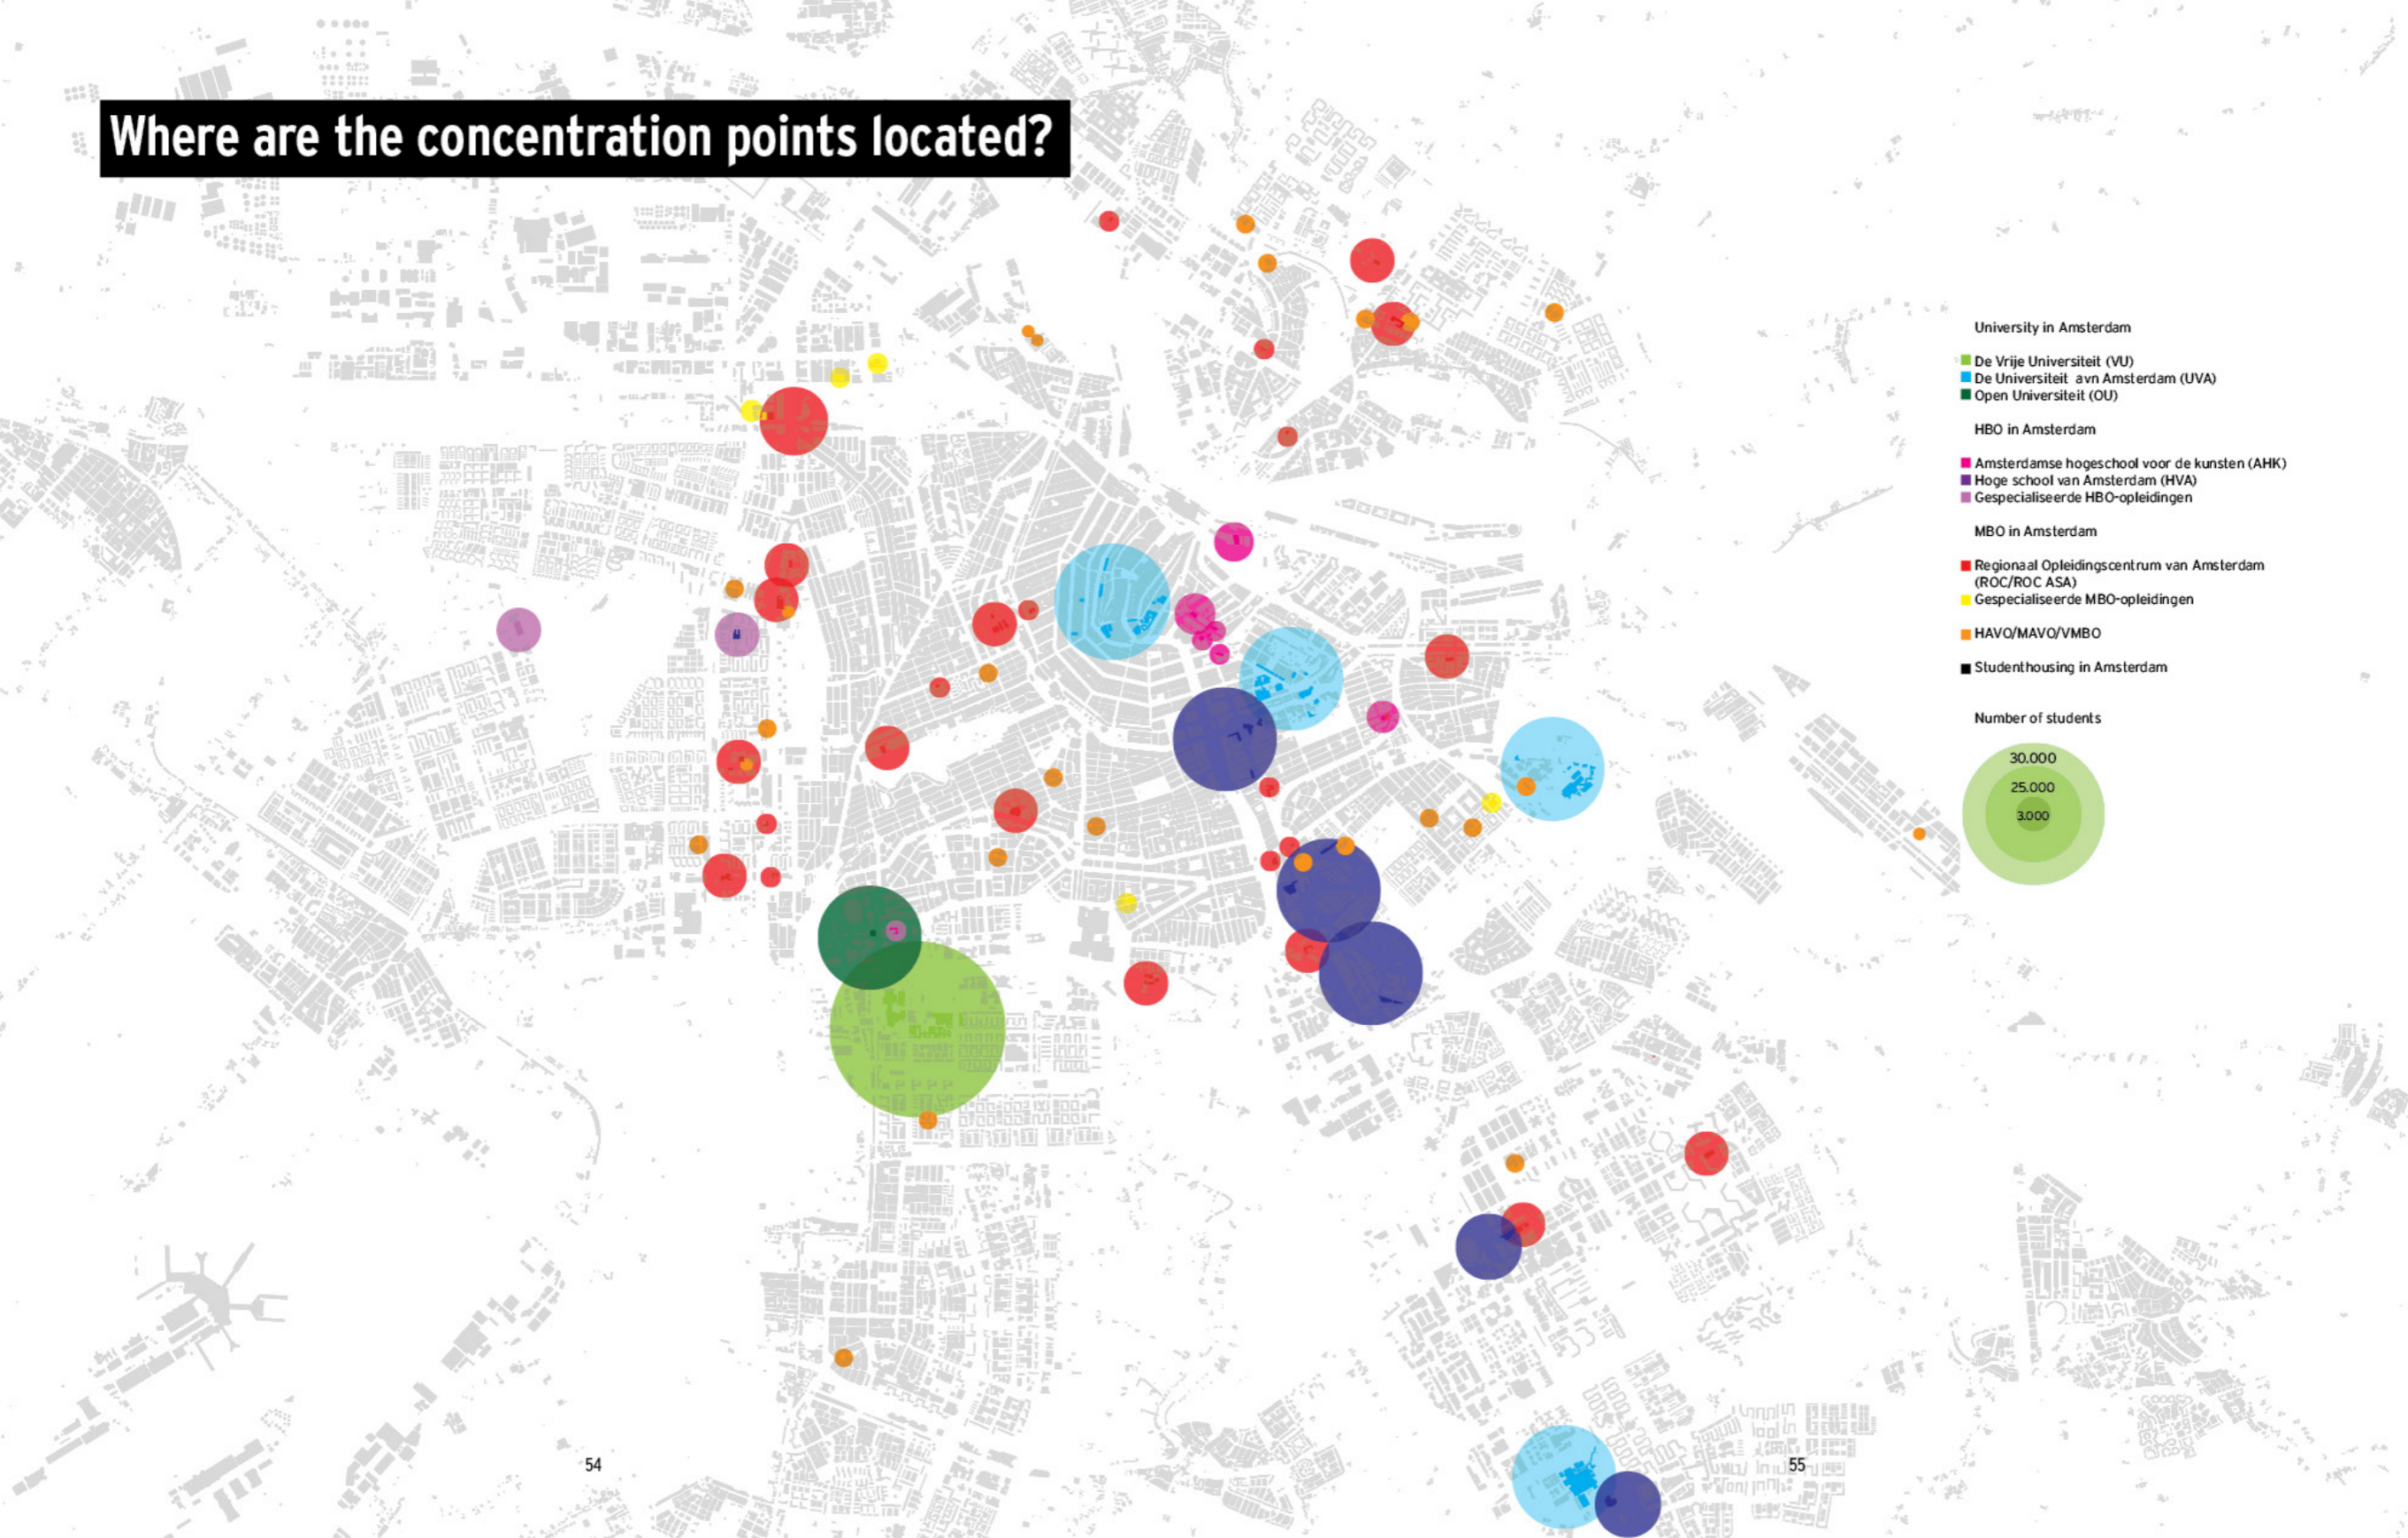 Where are the concentration points located?
University in Amsterdam
De Vrije Universiteit (VU)
De Universiteit avn Amsterdam (UVA)
Open Universiteit (OU)
HBO in Amsterdam
Amsterdamse hogeschool voor de kunsten (AHK)
Hoge school van Amsterdam (HVA)
Gespecialiseerde HBO-opleidingen
MBO in Amsterdam
Regionaal Opleidingscentrum van Amsterdam
(ROC/ROC ASA)
Gespecialiseerde MBO-opleidingen
HAVO/MAVO/VMBO
Studenthousing in Amsterdam
Number of students
30.000
25.000
3.000
54
55